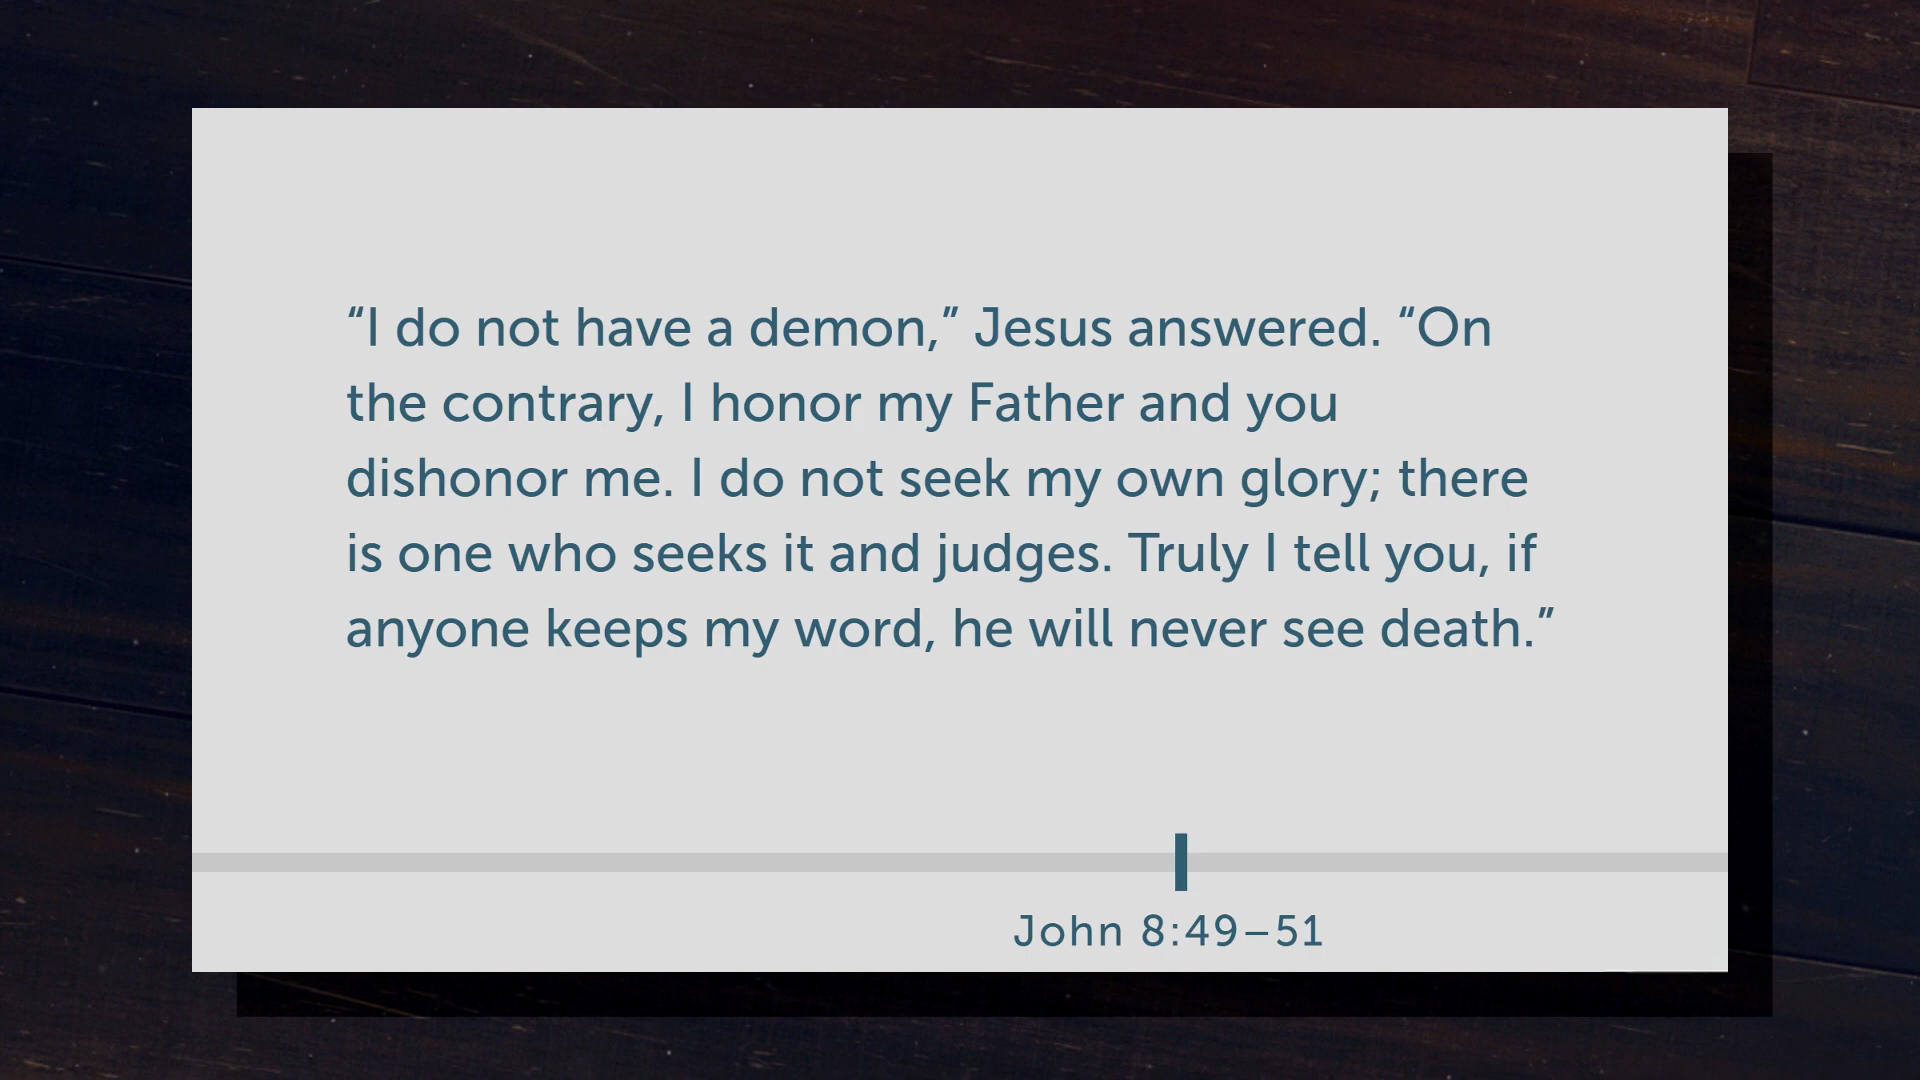 “I do not have a demon,” Jesus answered. “On
the contrary, I honor my Father and you
dishonor me. I do not seek my own glory; there
is one who seeks it and judges. Truly I tell you, if
anyone keeps my word, he will never see death.”
John 8:49–51